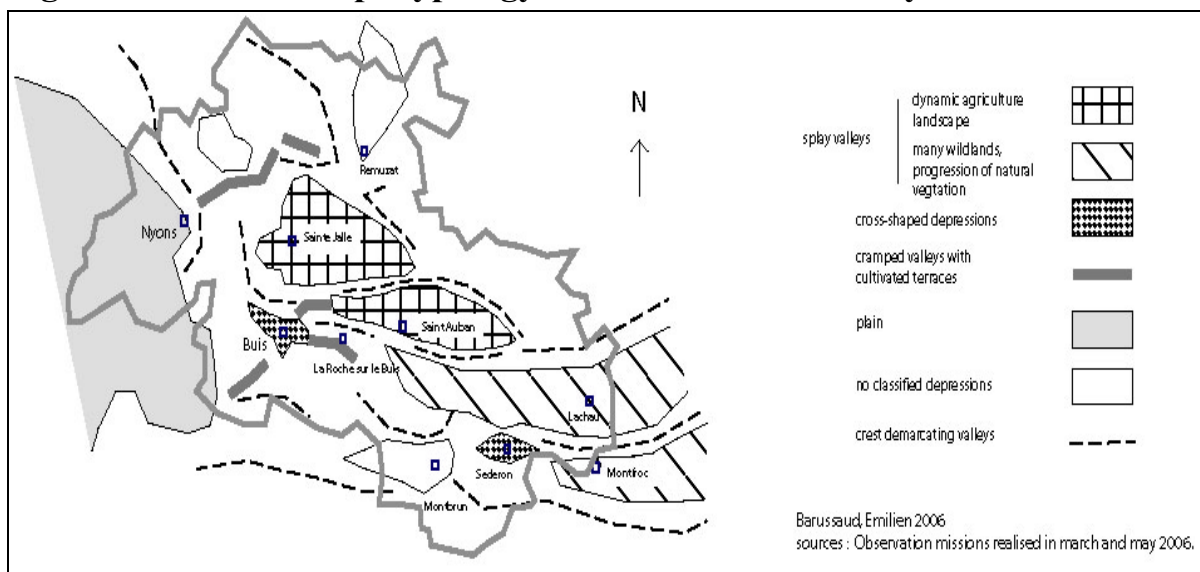 N
Remuzat
Nyons
Sainte Jalle
Saint Auban
Buis
La Roche sur le Buis
Lachau
Sederon
Montfroc
Montbrun
splay valleys
dynamic agriculture
landscape
many wildlands,
progression of natural
vegtation
cross-shaped depressions
cramped valleys with
cultivated terraces
plain
no classified depressions
crest demarcating valleys
Barussaud, Emilien 2006
sources : Observation missions realised in march and may 2006.